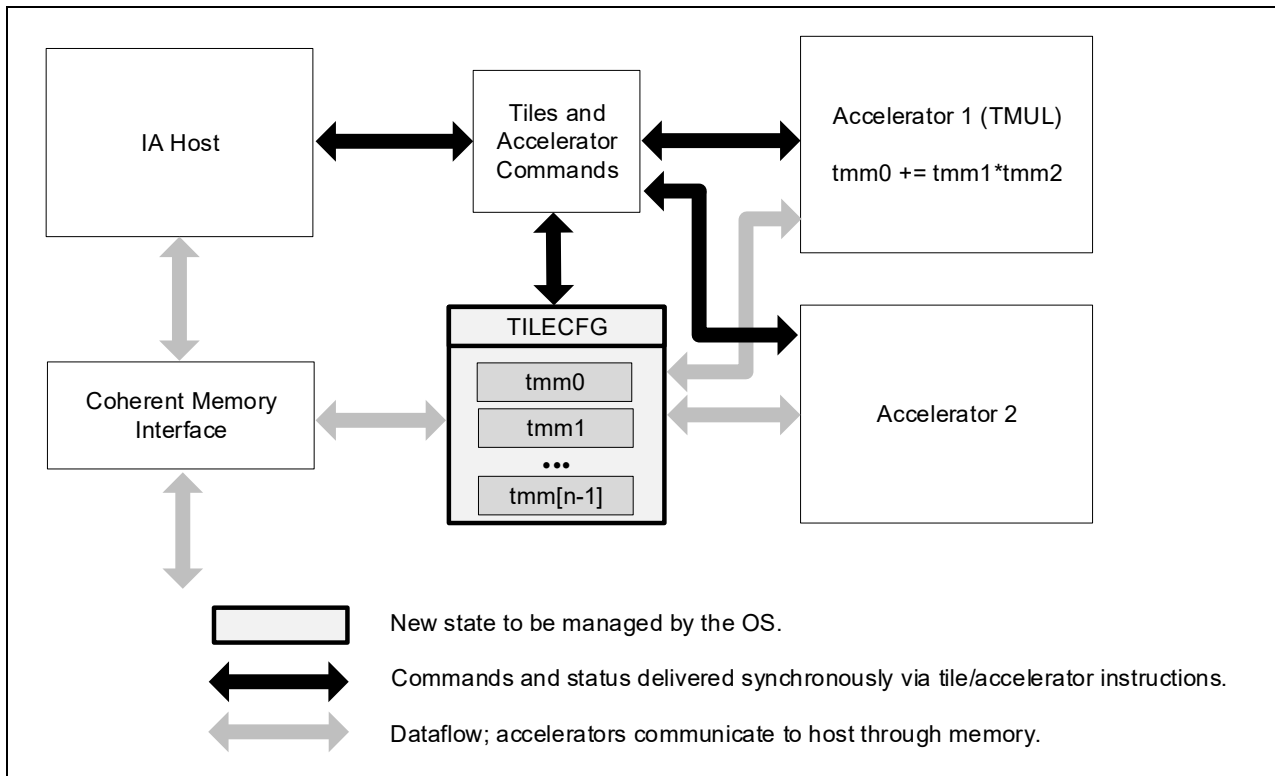 IA Host
Tiles and
Accelerator
Commands
Accelerator 1 (TMUL)
tmm0 += tmm1*tmm2
Coherent Memory
Interface
TILECFG
tmm0
tmm1
•••
tmm[n-1]
Accelerator 2
New state to be managed by the OS.
Commands and status delivered synchronously via tile/accelerator instructions.
Dataflow; accelerators communicate to host through memory.